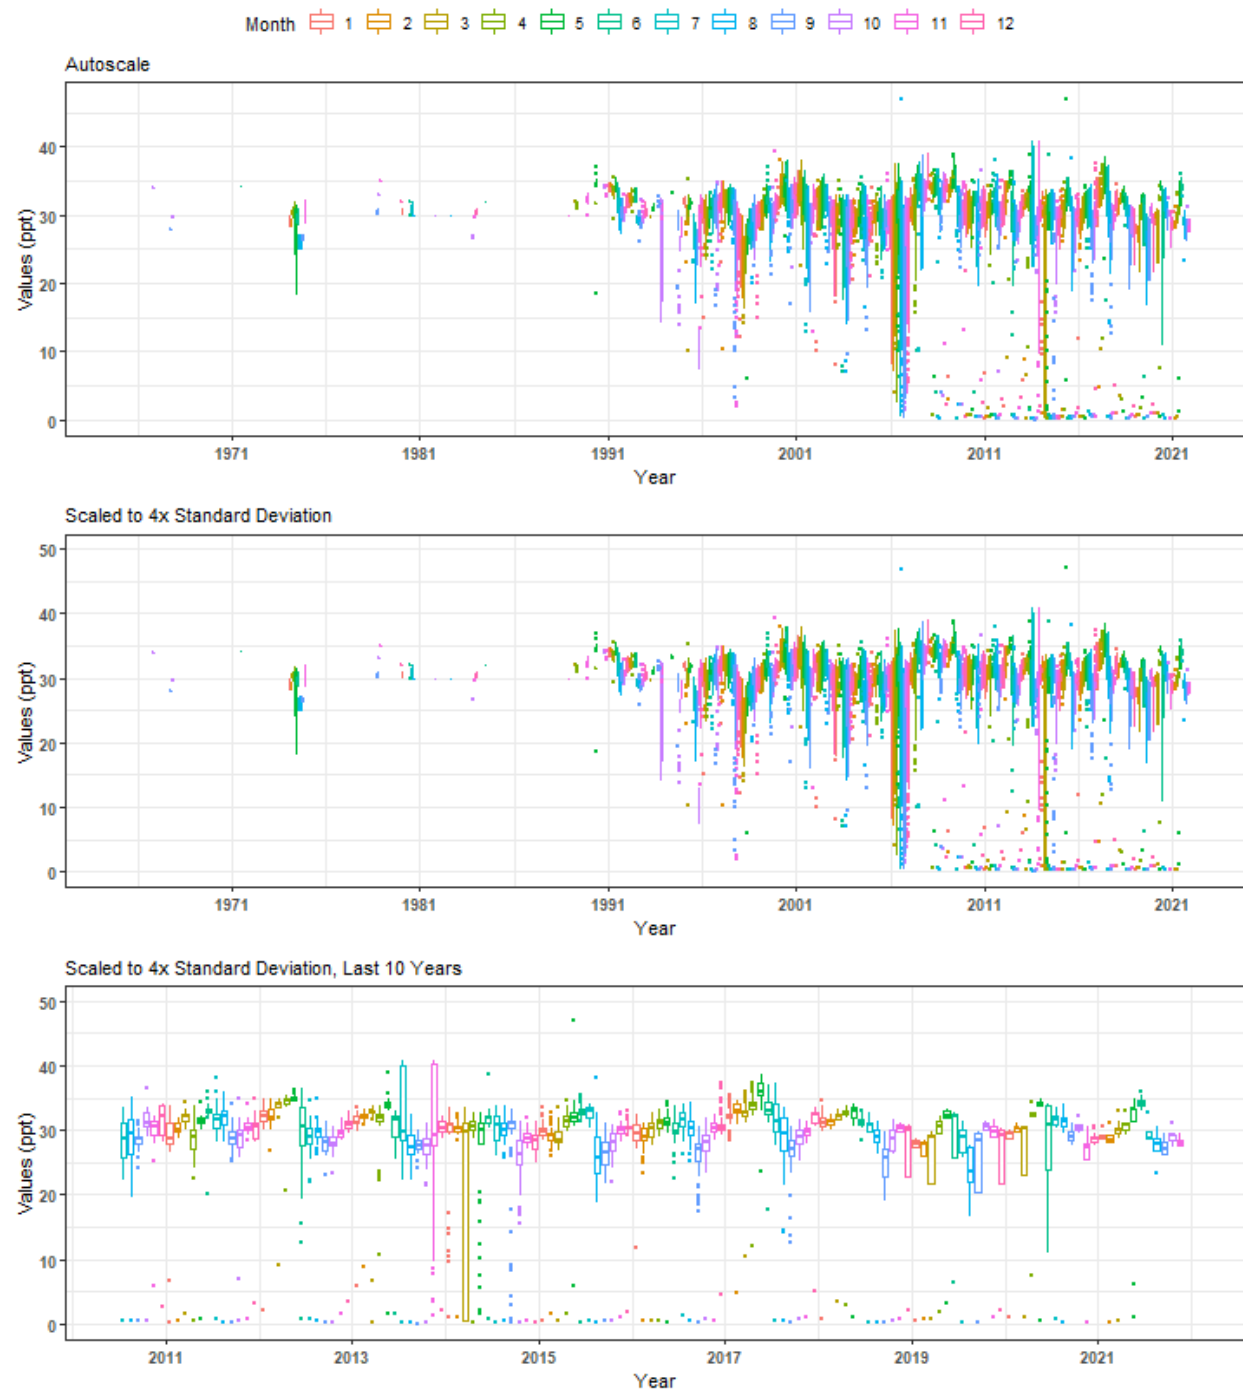 Month 1 2 3 4 5 6 7 8 9 10 11 12
Autoscale
40
30
20
10
0
Values (ppt)
1971 1981 1991 2001 2011 2021
Year
Scaled to 4x Standard Deviation
50
40
30
20
10
0
Values (ppt)
1971 1981 1991 2001 2011 2021
Year
Scaled to 4x Standard Deviation, Last 10 Years
50
40
30
20
10
0
Values (ppt)
2011 2013 2015 2017 2019 2021
Year